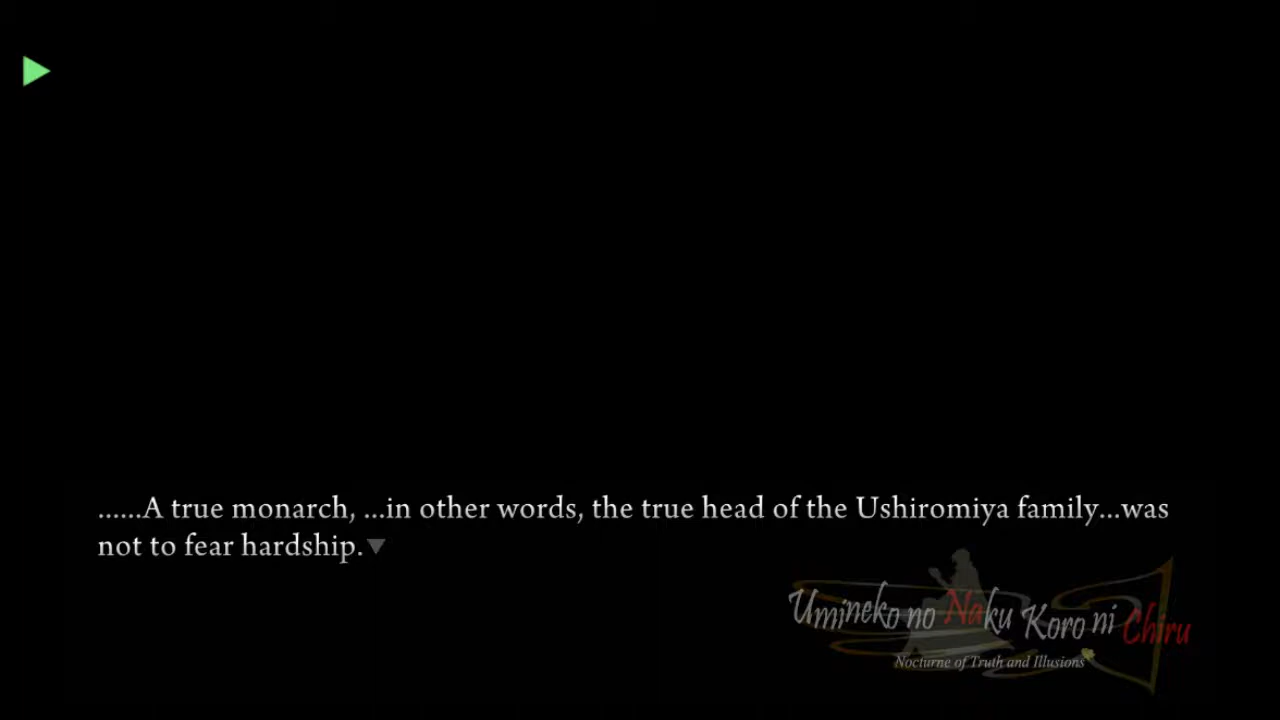 ......A true monarch, ...in other words, the true head of the Ushiromiya family...was
not to fear hardship.
Umineko no Naku Koro ni Chiru
Nocturne of Truth and Illusions